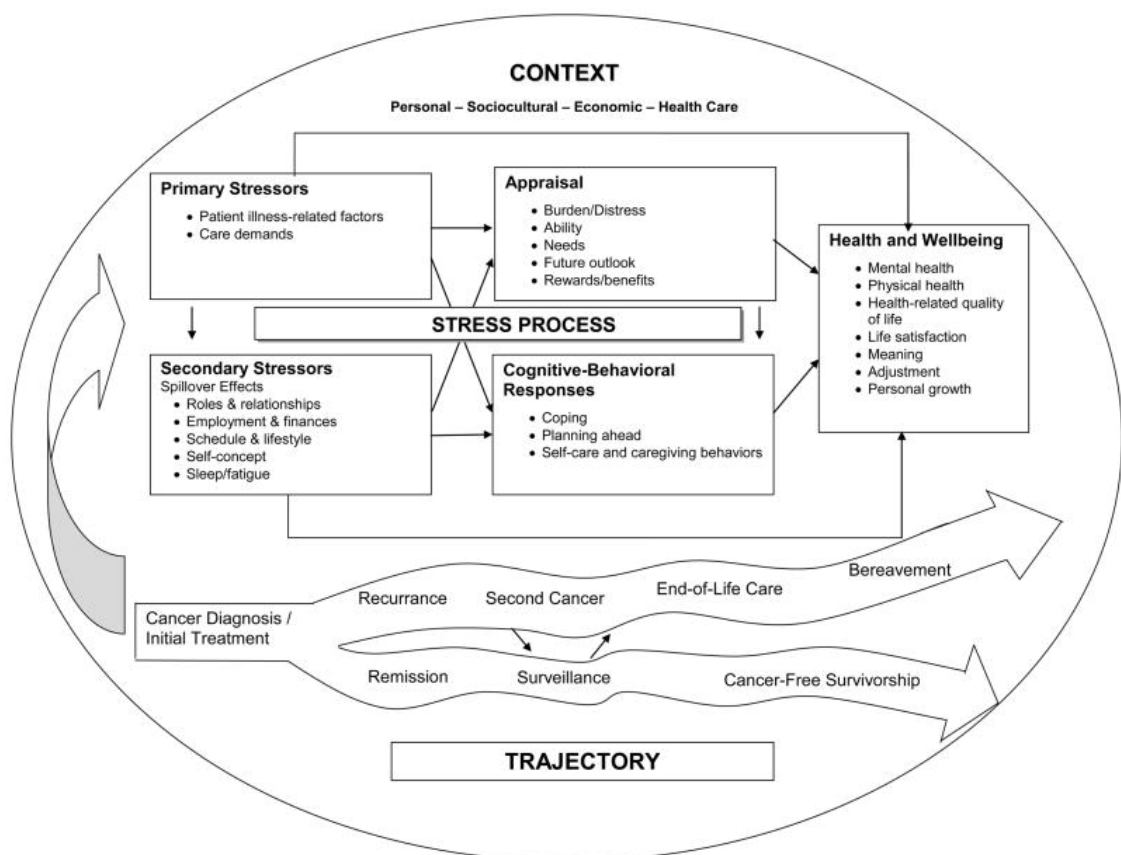 CONTEXT
Personal – Sociocultural – Economic – Health Care
Primary Stressors
• Patient illness-related factors
• Care demands
Appraisal
• Burden/Distress
• Ability
• Needs
• Future outlook
• Rewards/benefits
Health and Wellbeing
• Mental health
• Physical health
• Health-related quality
of life
• Life satisfaction
• Meaning
• Adjustment
• Personal growth
STRESS PROCESS
Secondary Stressors
Spillover Effects
• Roles & relationships
• Employment & finances
• Schedule & lifestyle
• Self-concept
• Sleep/fatigue
Cognitive-Behavioral
Responses
• Coping
• Planning ahead
• Self-care and caregiving behaviors
Cancer Diagnosis /
Initial Treatment
Recurrance
Second Cancer
End-of-Life Care
Bereavement
Remission
Surveillance
Cancer-Free Survivorship
TRAJECTORY